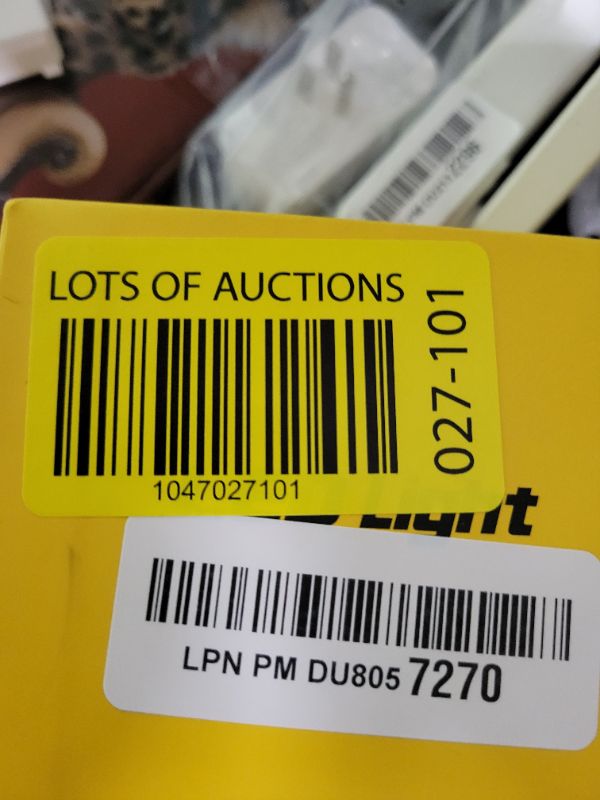 LOTS OF AUCTIONS
027-101
1047027101
Light
LPN PM DU805 7270